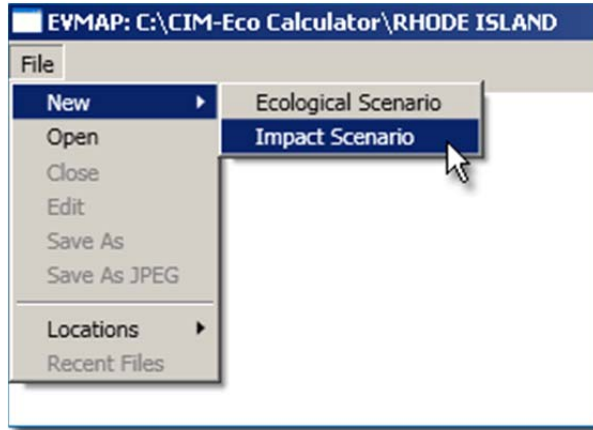 EVMAP: C:\CIM-Eco Calculator\RHODE ISLAND
File
New
Ecological Scenario
Open
Impact Scenario
Close
Edit
Save As
Save As JPEG
Locations
Recent Files